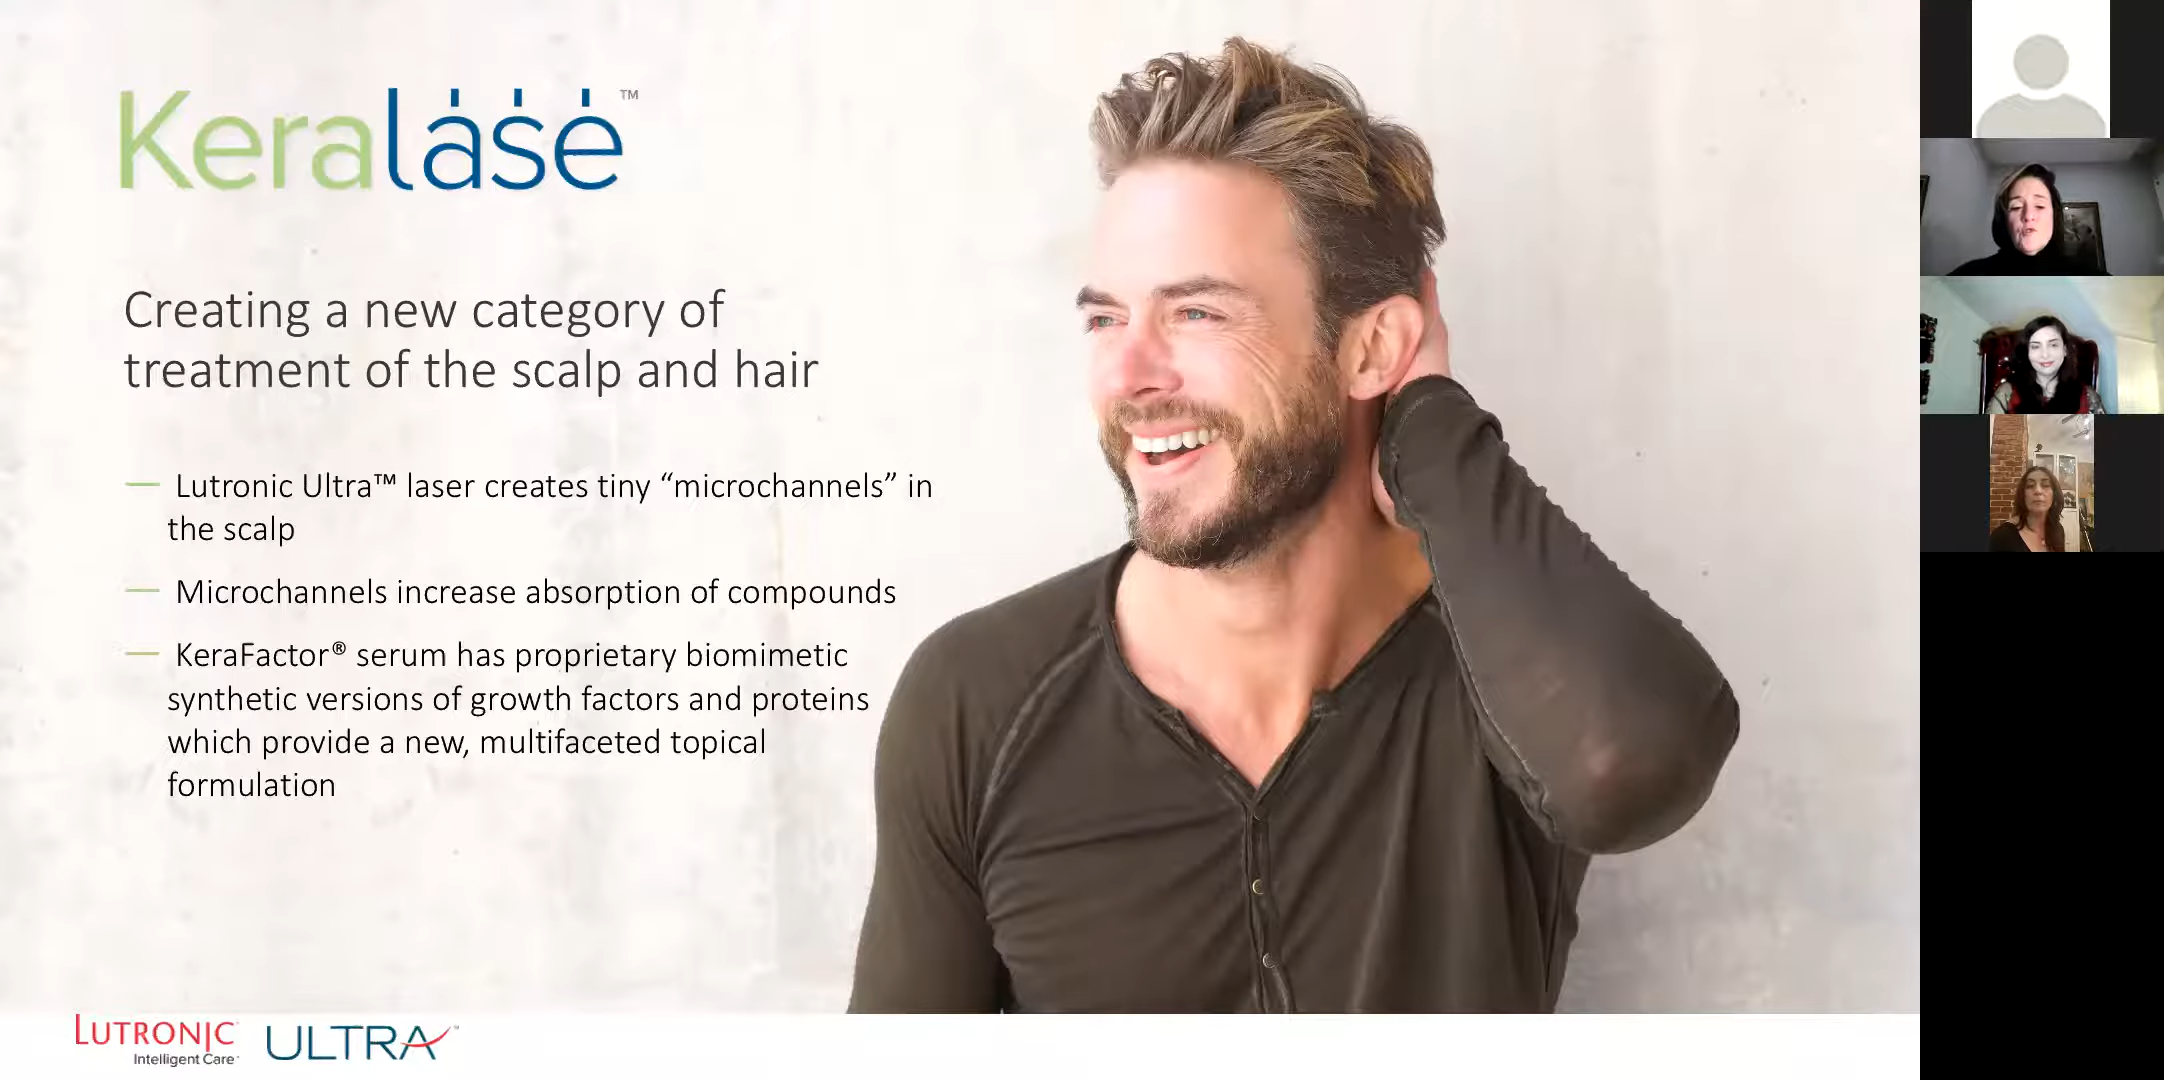 Keralase™
Creating a new category of
treatment of the scalp and hair
— Lutronic Ultra™ laser creates tiny “microchannels” in
the scalp
— Microchannels increase absorption of compounds
— KeraFactor® serum has proprietary biomimetic
synthetic versions of growth factors and proteins
which provide a new, multifaceted topical
formulation
LUTRONIC
Intelligent Care
ULTRA™